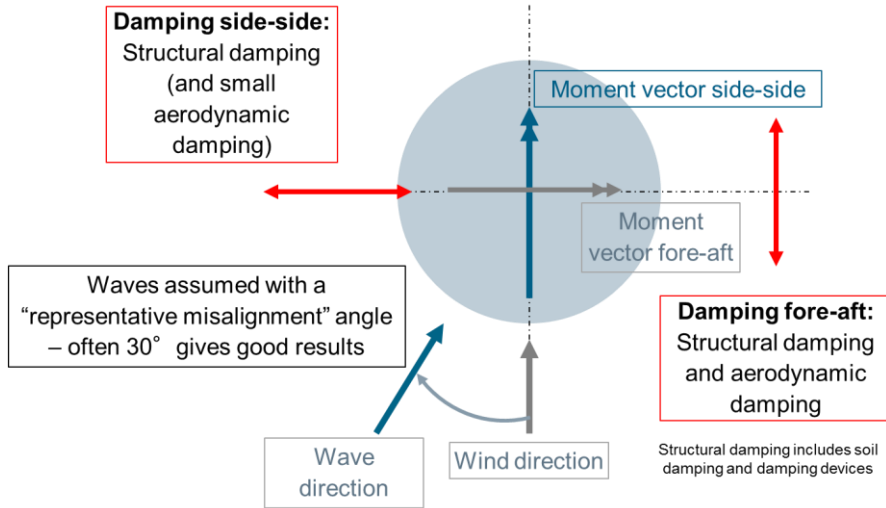 Damping side-side:
Structural damping
(and small
aerodynamic
damping)
Moment vector side-side
Moment
vector fore-aft
Waves assumed with a
“representative misalignment” angle
– often 30° gives good results
Damping fore-aft:
Structural damping
and aerodynamic
damping
Wave
direction
Wind direction
Structural damping includes soil
damping and damping devices